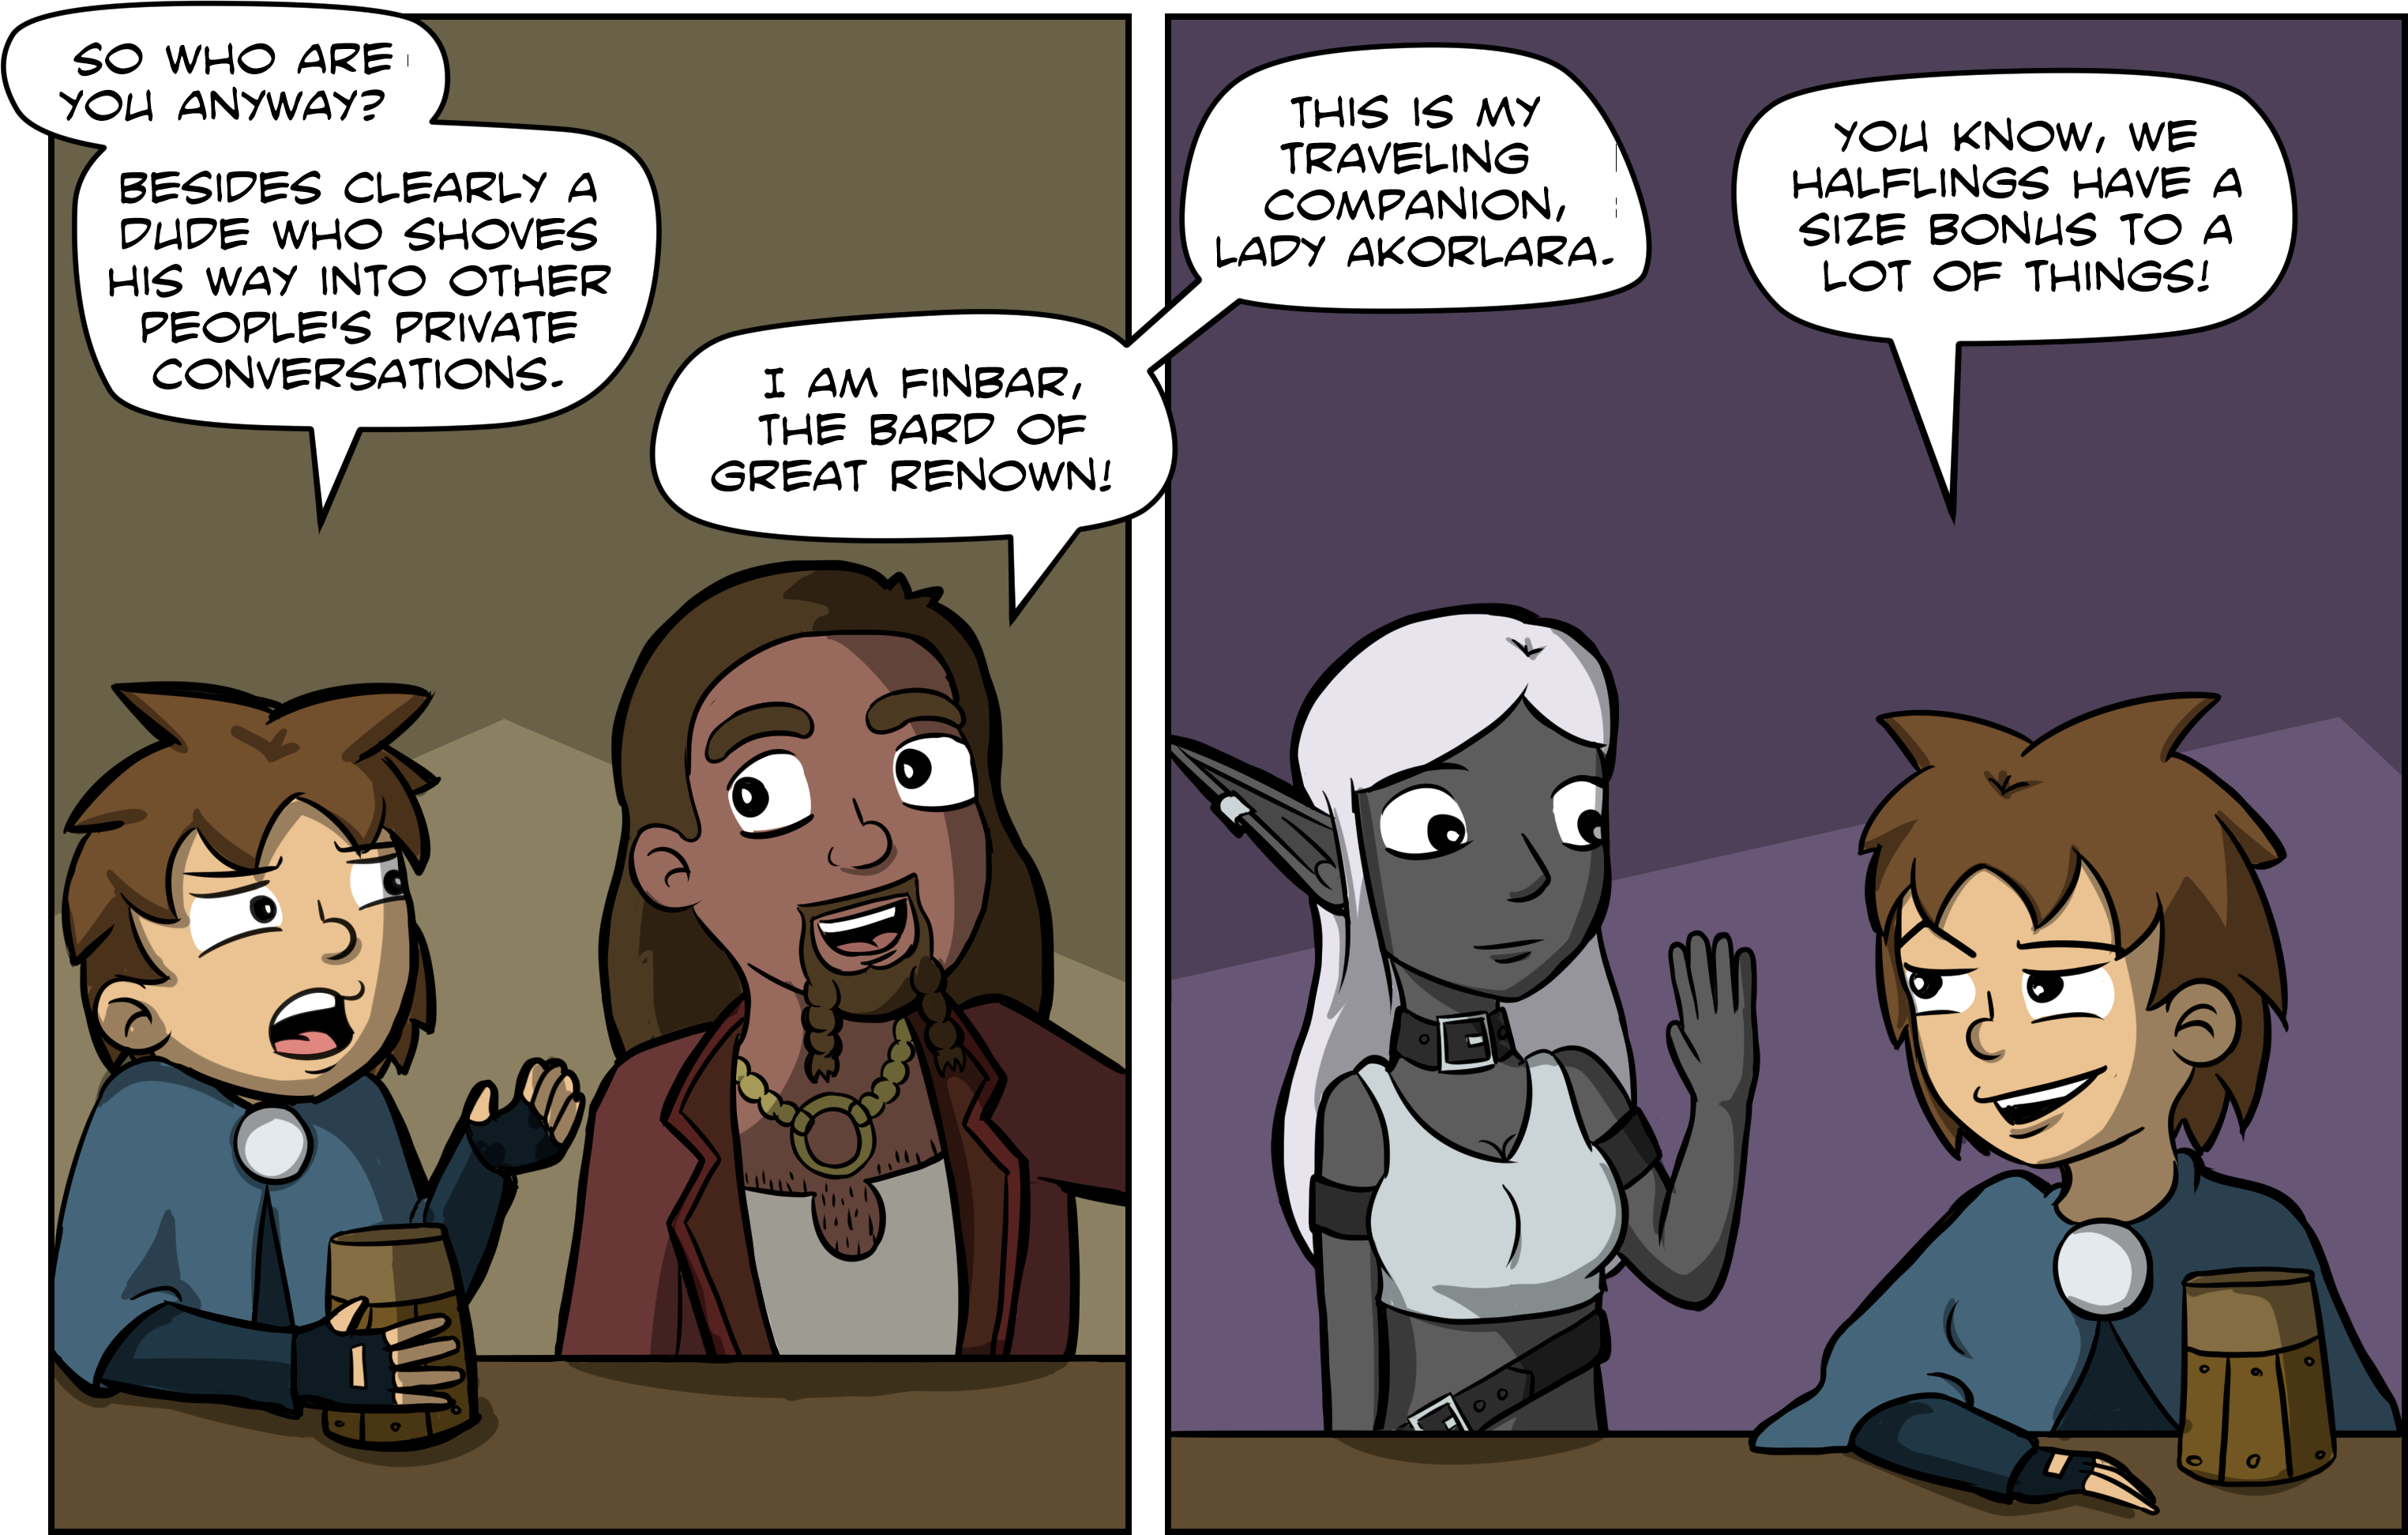 SO WHO ARE
YOU ANYWAY?
BESIDES CLEARLY A
DUDE WHO SHOVES
HIS WAY INTO OTHER
PEOPLE'S PRIVATE
CONVERSATIONS.
I AM FINBAR,
THE BARD OF
GREAT RENOWN!
THIS IS MY
TRAVELING
COMPANION,
LADY AKORLARA.
YOU KNOW, WE
HALFLINGS HAVE A
SIZE BONUS TO A
LOT OF THINGS!